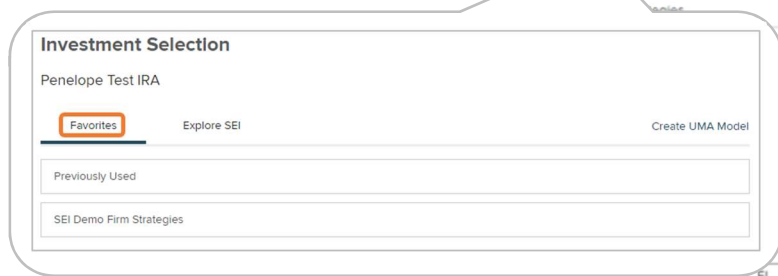 Investment Selection
Penelope Test IRA
Favorites Explore SEI Create UMA Model
Previously Used
SEI Demo Firm Strategies